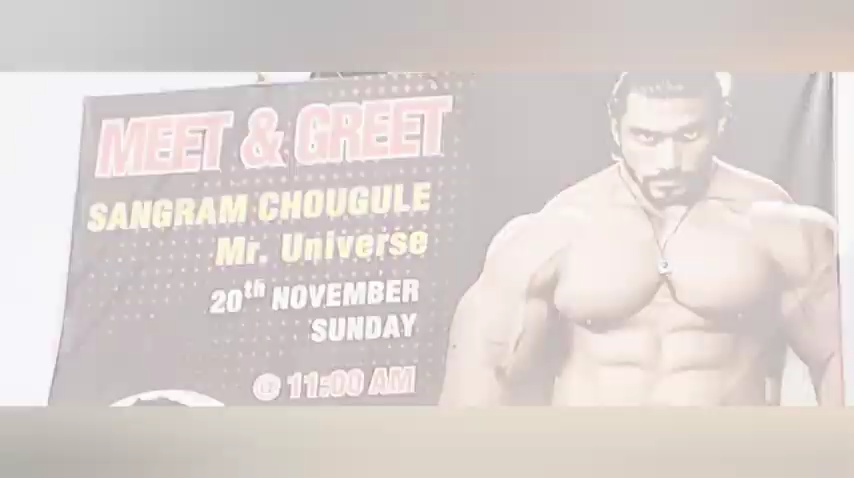 MEET & GREET
SANGRAM CHOUGULE
Mr. Universe
20th NOVEMBER
SUNDAY
@ 11:00 AM